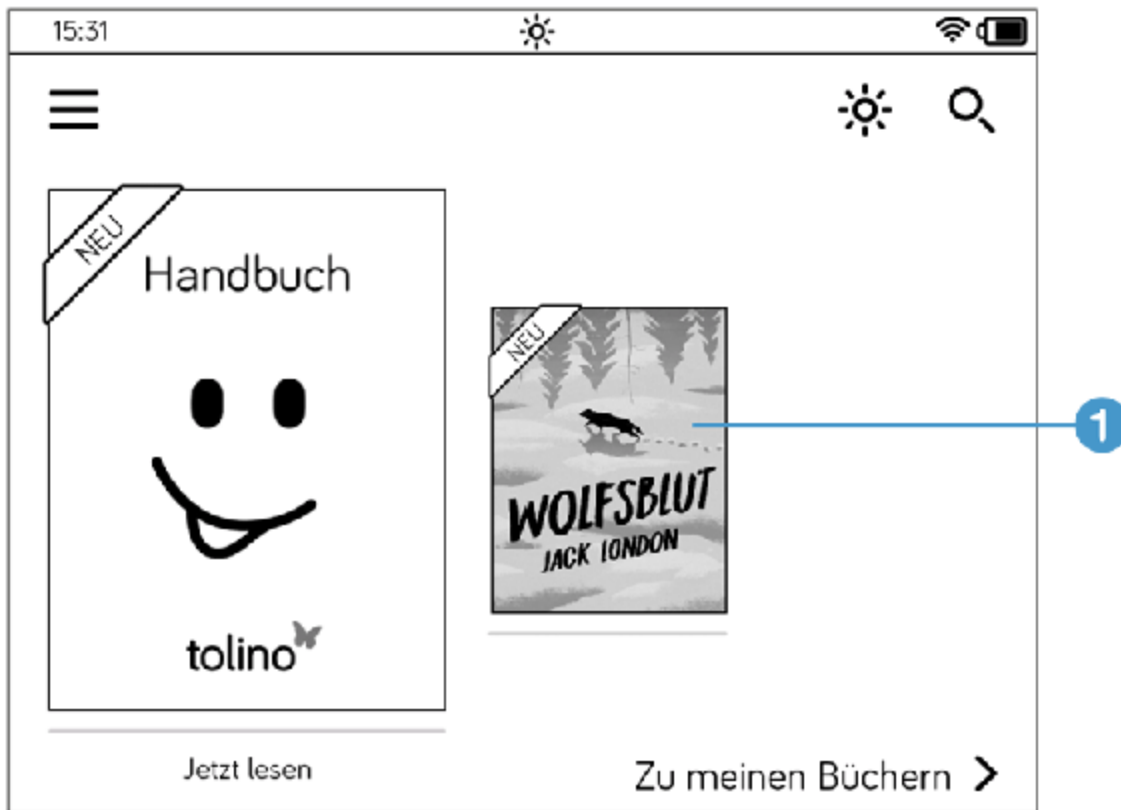 15:31
NEU
Handbuch
tolino
Jetzt lesen
NEU
WOLFSBLUT
JACK LONDON
1
Zu meinen Büchern